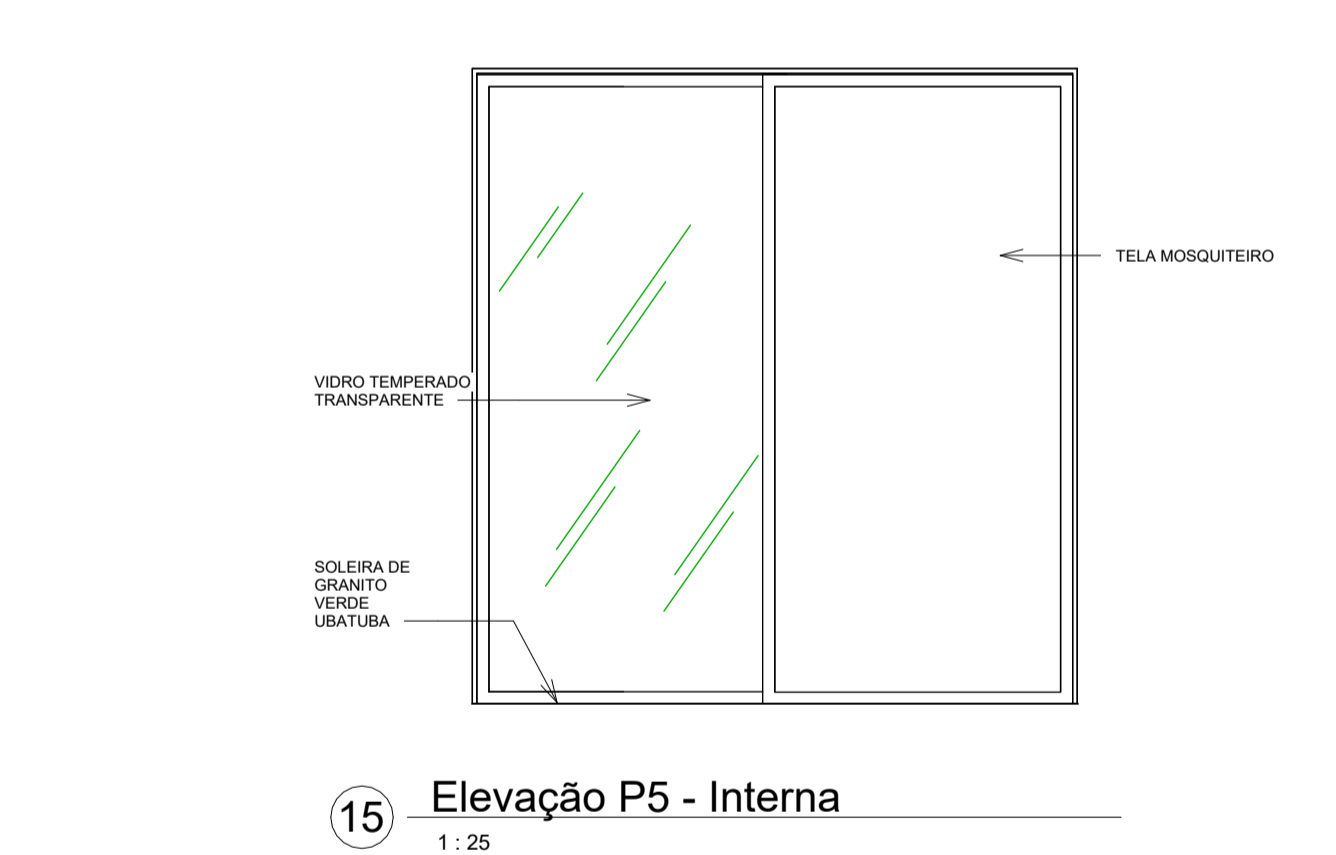 TELA MOSQUITEIRO
VIDRO TEMPERADO
TRANSPARENTE
SOLEIRA DE
GRANITO
VERDE
UBATUBA
15
Elevação P5 - Interna
1 : 25